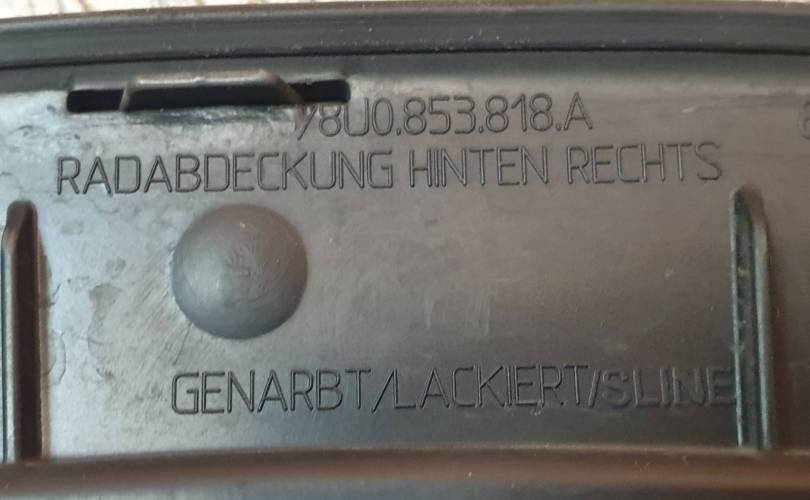 /8U0.853.818.A
RADABDECKUNG HINTEN RECHTS
GENARBT/LACKIERT/SLINE